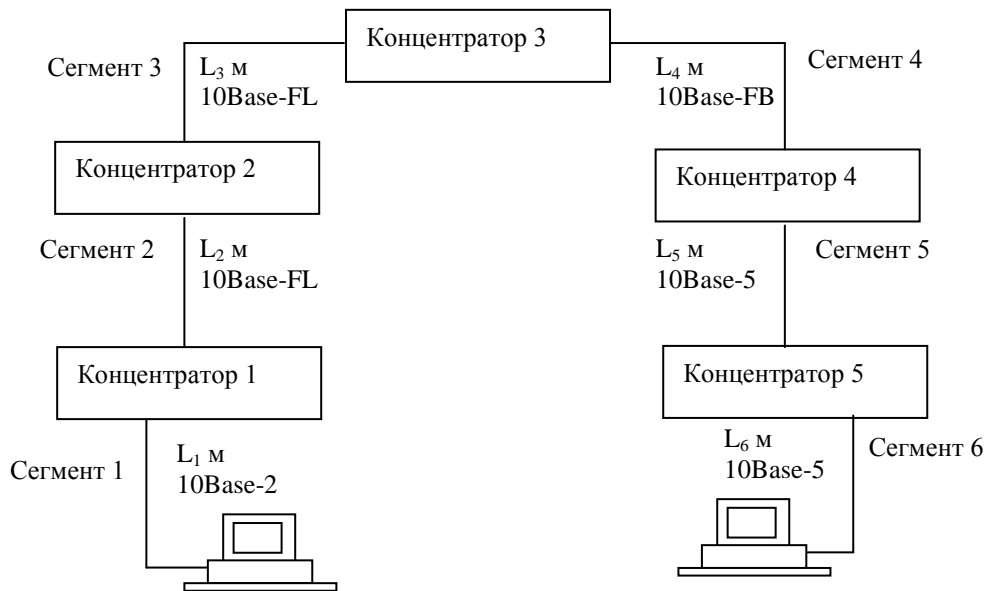 Концентратор 3
Сегмент 3
L₃ м
10Base-FL
L₄ м
10Base-FB
Сегмент 4
Концентратор 2
Концентратор 4
Сегмент 2
L₂ м
10Base-FL
L₅ м
10Base-5
Сегмент 5
Концентратор 1
Концентратор 5
Сегмент 1
L₁ м
10Base-2
L₆ м
10Base-5
Сегмент 6